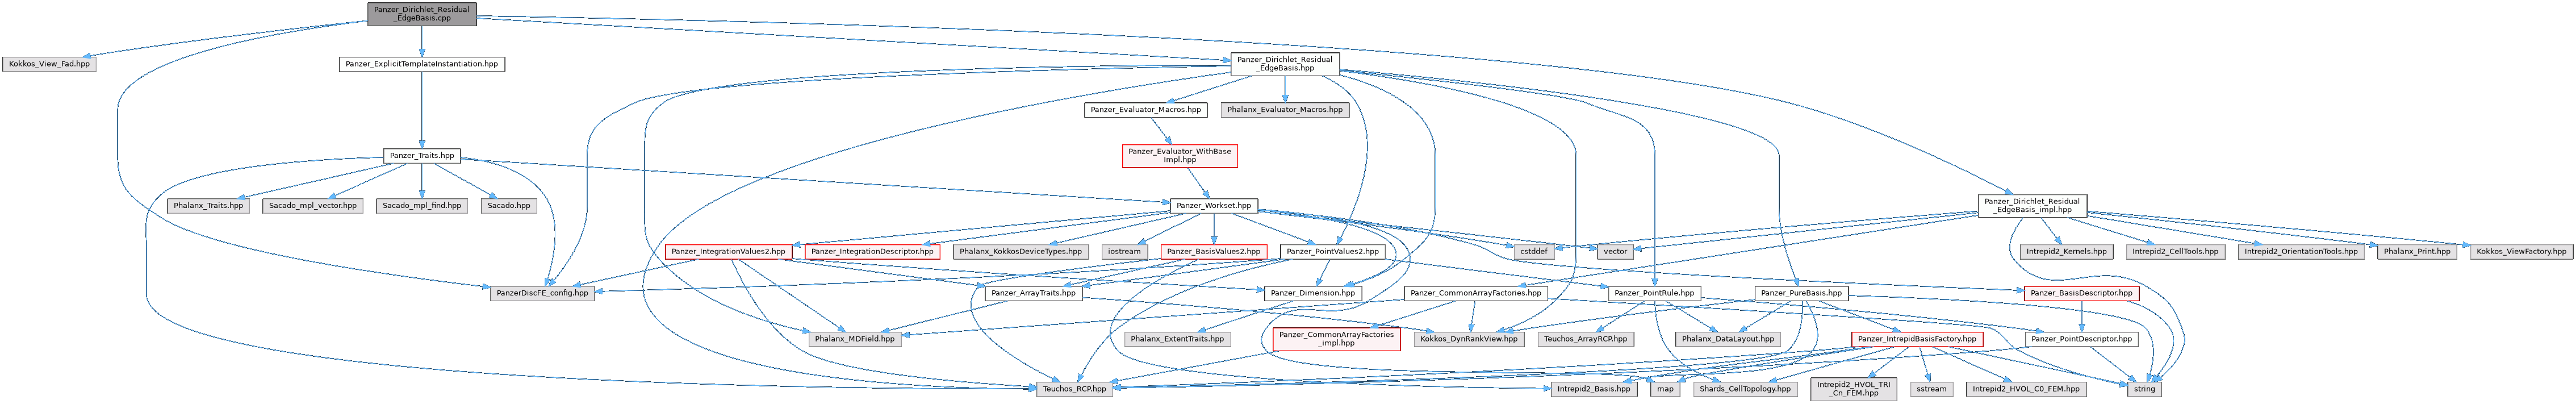 Panzer_Dirichlet_Residual
_EdgeBasis.cpp
Kokkos_View_Fad.hpp
Panzer_ExplicitTemplateInstantiation.hpp
Panzer_Dirichlet_Residual
_EdgeBasis.hpp
Panzer_Evaluator_Macros.hpp
Phalanx_Evaluator_Macros.hpp
Panzer_Traits.hpp
Panzer_Evaluator_WithBase
Impl.hpp
Phalanx_Traits.hpp
Sacado_mpl_vector.hpp
Sacado_mpl_find.hpp
Sacado.hpp
Panzer_Workset.hpp
Panzer_Dirichlet_Residual
_EdgeBasis_impl.hpp
Panzer_IntegrationValues2.hpp
Panzer_IntegrationDescriptor.hpp
Phalanx_KokkosDeviceTypes.hpp
iostream
Panzer_BasisValues2.hpp
Panzer_PointValues2.hpp
cstddef
vector
Intrepid2_Kernels.hpp
Intrepid2_CellTools.hpp
Intrepid2_OrientationTools.hpp
Phalanx_Print.hpp
Kokkos_ViewFactory.hpp
PanzerDiscFE_config.hpp
Panzer_ArrayTraits.hpp
Panzer_Dimension.hpp
Panzer_CommonArrayFactories.hpp
Panzer_PointRule.hpp
Panzer_PureBasis.hpp
Panzer_BasisDescriptor.hpp
Phalanx_MDField.hpp
Phalanx_ExtentTraits.hpp
Panzer_CommonArrayFactories
_impl.hpp
Kokkos_DynRankView.hpp
Teuchos_ArrayRCP.hpp
Phalanx_DataLayout.hpp
Panzer_IntrepidBasisFactory.hpp
Panzer_PointDescriptor.hpp
Teuchos_RCP.hpp
Intrepid2_Basis.hpp
map
Shards_CellTopology.hpp
Intrepid2_HVOL_TRI
_Cn_FEM.hpp
sstream
Intrepid2_HVOL_C0_FEM.hpp
string